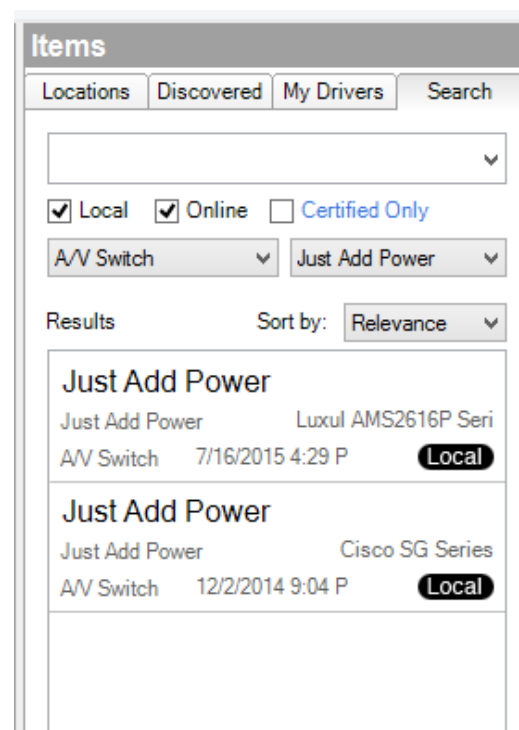 Items
Locations Discovered My Drivers Search
Local Online Certified Only
A/V Switch Just Add Power
Results Sort by: Relevance
Just Add Power
Just Add Power Luxul AMS2616P Seri
A/V Switch 7/16/2015 4:29 P Local
Just Add Power
Just Add Power Cisco SG Series
A/V Switch 12/2/2014 9:04 P Local